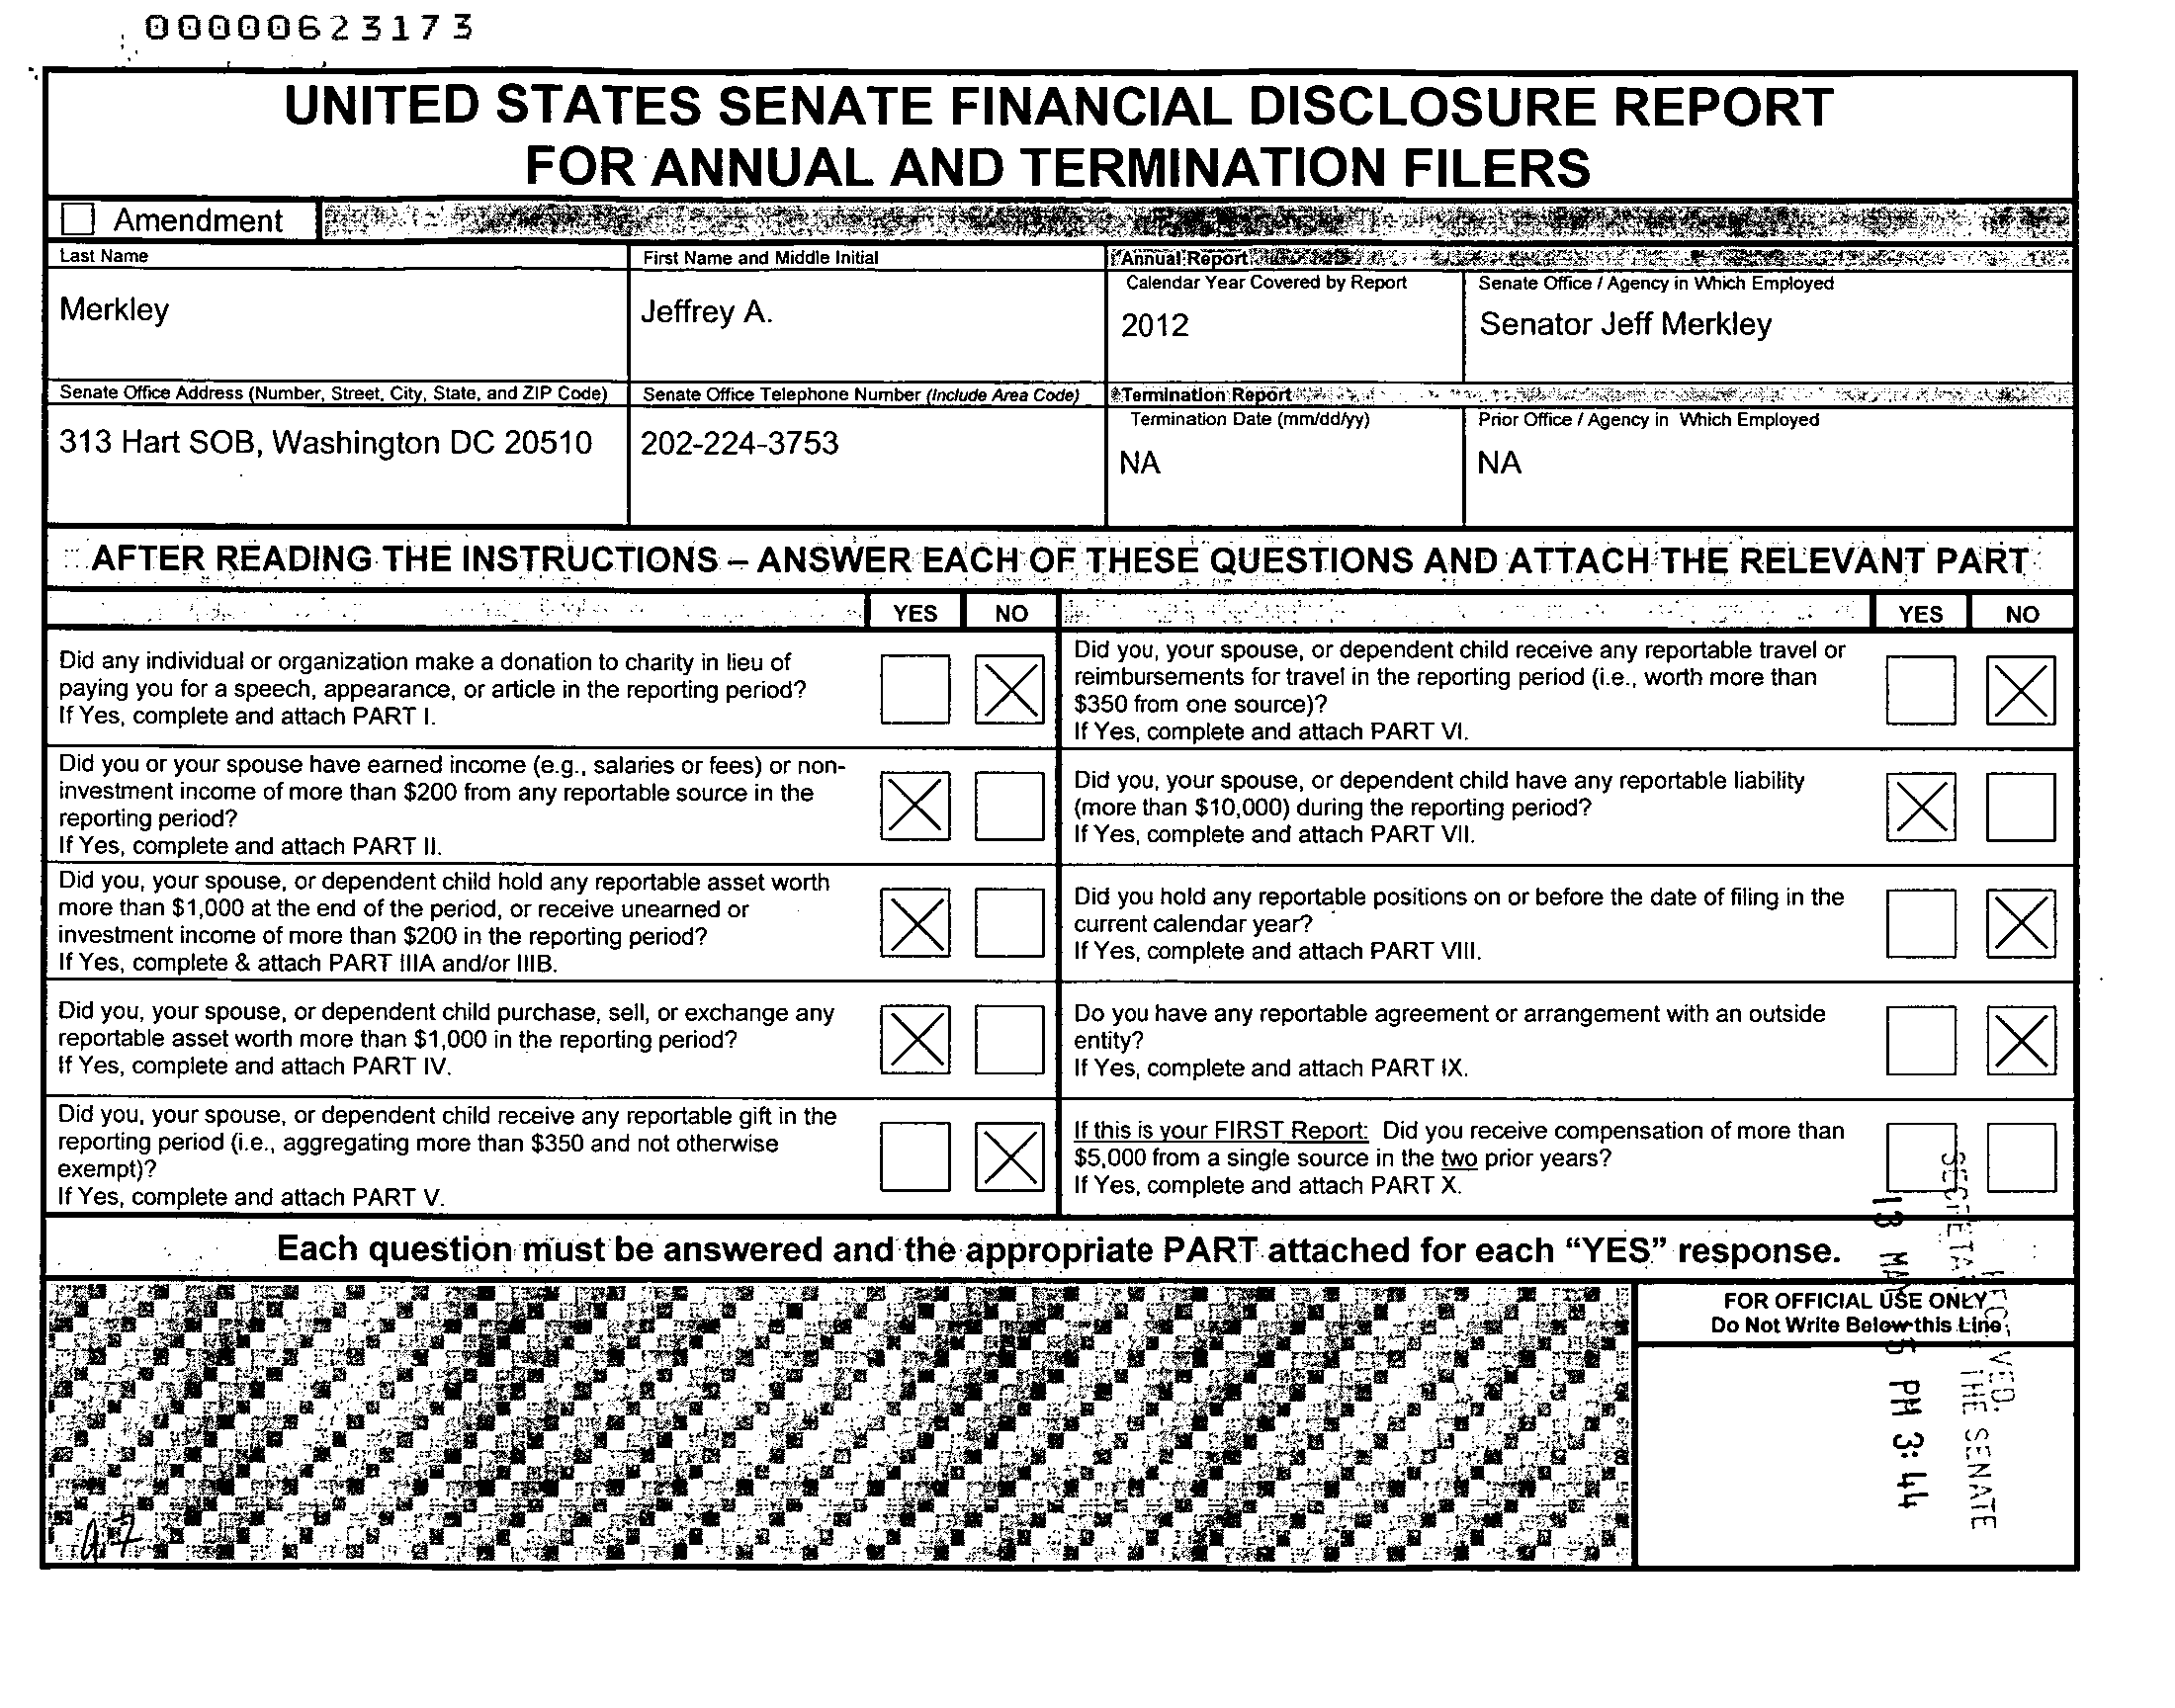 00000623173
UNITED STATES SENATE FINANCIAL DISCLOSURE REPORT
FOR ANNUAL AND TERMINATION FILERS
Amendment
Last Name
First Name and Middle Initial
Annual Report
Merkley
Jeffrey A.
Calendar Year Covered by Report
2012
Senate Office / Agency in Which Employed
Senator Jeff Merkley
Senate Office Address (Number, Street, City, State, and ZIP Code)
Senate Office Telephone Number (Include Area Code)
Termination Report
313 Hart SOB, Washington DC 20510
202-224-3753
Termination Date (mm/dd/yy)
NA
Prior Office / Agency in Which Employed
NA
AFTER READING THE INSTRUCTIONS – ANSWER EACH OF THESE QUESTIONS AND ATTACH THE RELEVANT PART
YES NO
Did any individual or organization make a donation to charity in lieu of
paying you for a speech, appearance, or article in the reporting period?
If Yes, complete and attach PART I.
Did you or your spouse have earned income (e.g., salaries or fees) or non-
investment income of more than $200 from any reportable source in the
reporting period?
If Yes, complete and attach PART II.
Did you, your spouse, or dependent child hold any reportable asset worth
more than $1,000 at the end of the period, or receive unearned or
investment income of more than $200 in the reporting period?
If Yes, complete & attach PART IIIA and/or IIIB.
Did you, your spouse, or dependent child purchase, sell, or exchange any
reportable asset worth more than $1,000 in the reporting period?
If Yes, complete and attach PART IV.
Did you, your spouse, or dependent child receive any reportable gift in the
reporting period (i.e., aggregating more than $350 and not otherwise
exempt)?
If Yes, complete and attach PART V.
YES NO
Did you, your spouse, or dependent child receive any reportable travel or
reimbursements for travel in the reporting period (i.e., worth more than
$350 from one source)?
If Yes, complete and attach PART VI.
Did you, your spouse, or dependent child have any reportable liability
(more than $10,000) during the reporting period?
If Yes, complete and attach PART VII.
Did you hold any reportable positions on or before the date of filing in the
current calendar year?
If Yes, complete and attach PART VIII.
Do you have any reportable agreement or arrangement with an outside
entity?
If Yes, complete and attach PART IX.
If this is your FIRST Report: Did you receive compensation of more than
$5,000 from a single source in the two prior years?
If Yes, complete and attach PART X.
Each question must be answered and the appropriate PART attached for each “YES” response.
FOR OFFICIAL USE ONLY
Do Not Write Below this Line
THE SENATE
PM 3:44